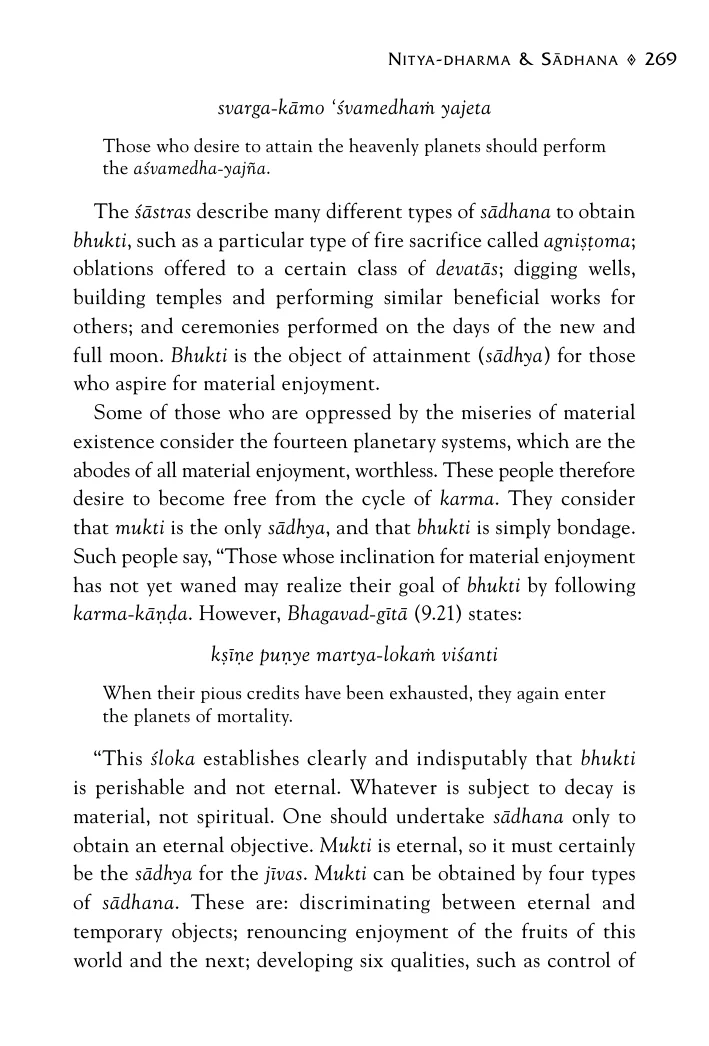 NITYA-DHARMA & SĀDHANA ◊ 269
svarga-kāmo ‘śvamedhaṁ yajeta
Those who desire to attain the heavenly planets should perform
the aśvamedha-yajña.
The śāstras describe many different types of sādhana to obtain
bhukti, such as a particular type of fire sacrifice called agniṣṭoma;
oblations offered to a certain class of devatās; digging wells,
building temples and performing similar beneficial works for
others; and ceremonies performed on the days of the new and
full moon. Bhukti is the object of attainment (sādhya) for those
who aspire for material enjoyment.
Some of those who are oppressed by the miseries of material
existence consider the fourteen planetary systems, which are the
abodes of all material enjoyment, worthless. These people therefore
desire to become free from the cycle of karma. They consider
that mukti is the only sādhya, and that bhukti is simply bondage.
Such people say, “Those whose inclination for material enjoyment
has not yet waned may realize their goal of bhukti by following
karma-kāṇḍa. However, Bhagavad-gītā (9.21) states:
kṣīṇe puṇye martya-lokaṁ viśanti
When their pious credits have been exhausted, they again enter
the planets of mortality.
“This śloka establishes clearly and indisputably that bhukti
is perishable and not eternal. Whatever is subject to decay is
material, not spiritual. One should undertake sādhana only to
obtain an eternal objective. Mukti is eternal, so it must certainly
be the sādhya for the jīvas. Mukti can be obtained by four types
of sādhana. These are: discriminating between eternal and
temporary objects; renouncing enjoyment of the fruits of this
world and the next; developing six qualities, such as control of